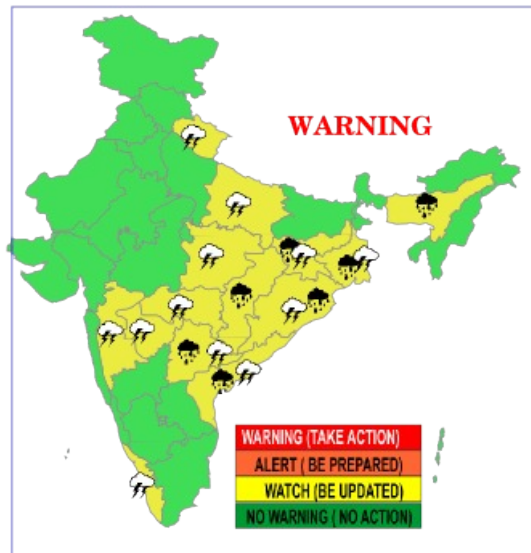 WARNING
WARNING (TAKE ACTION)
ALERT ( BE PREPARED)
WATCH (BE UPDATED)
NO WARNING ( NO ACTION)